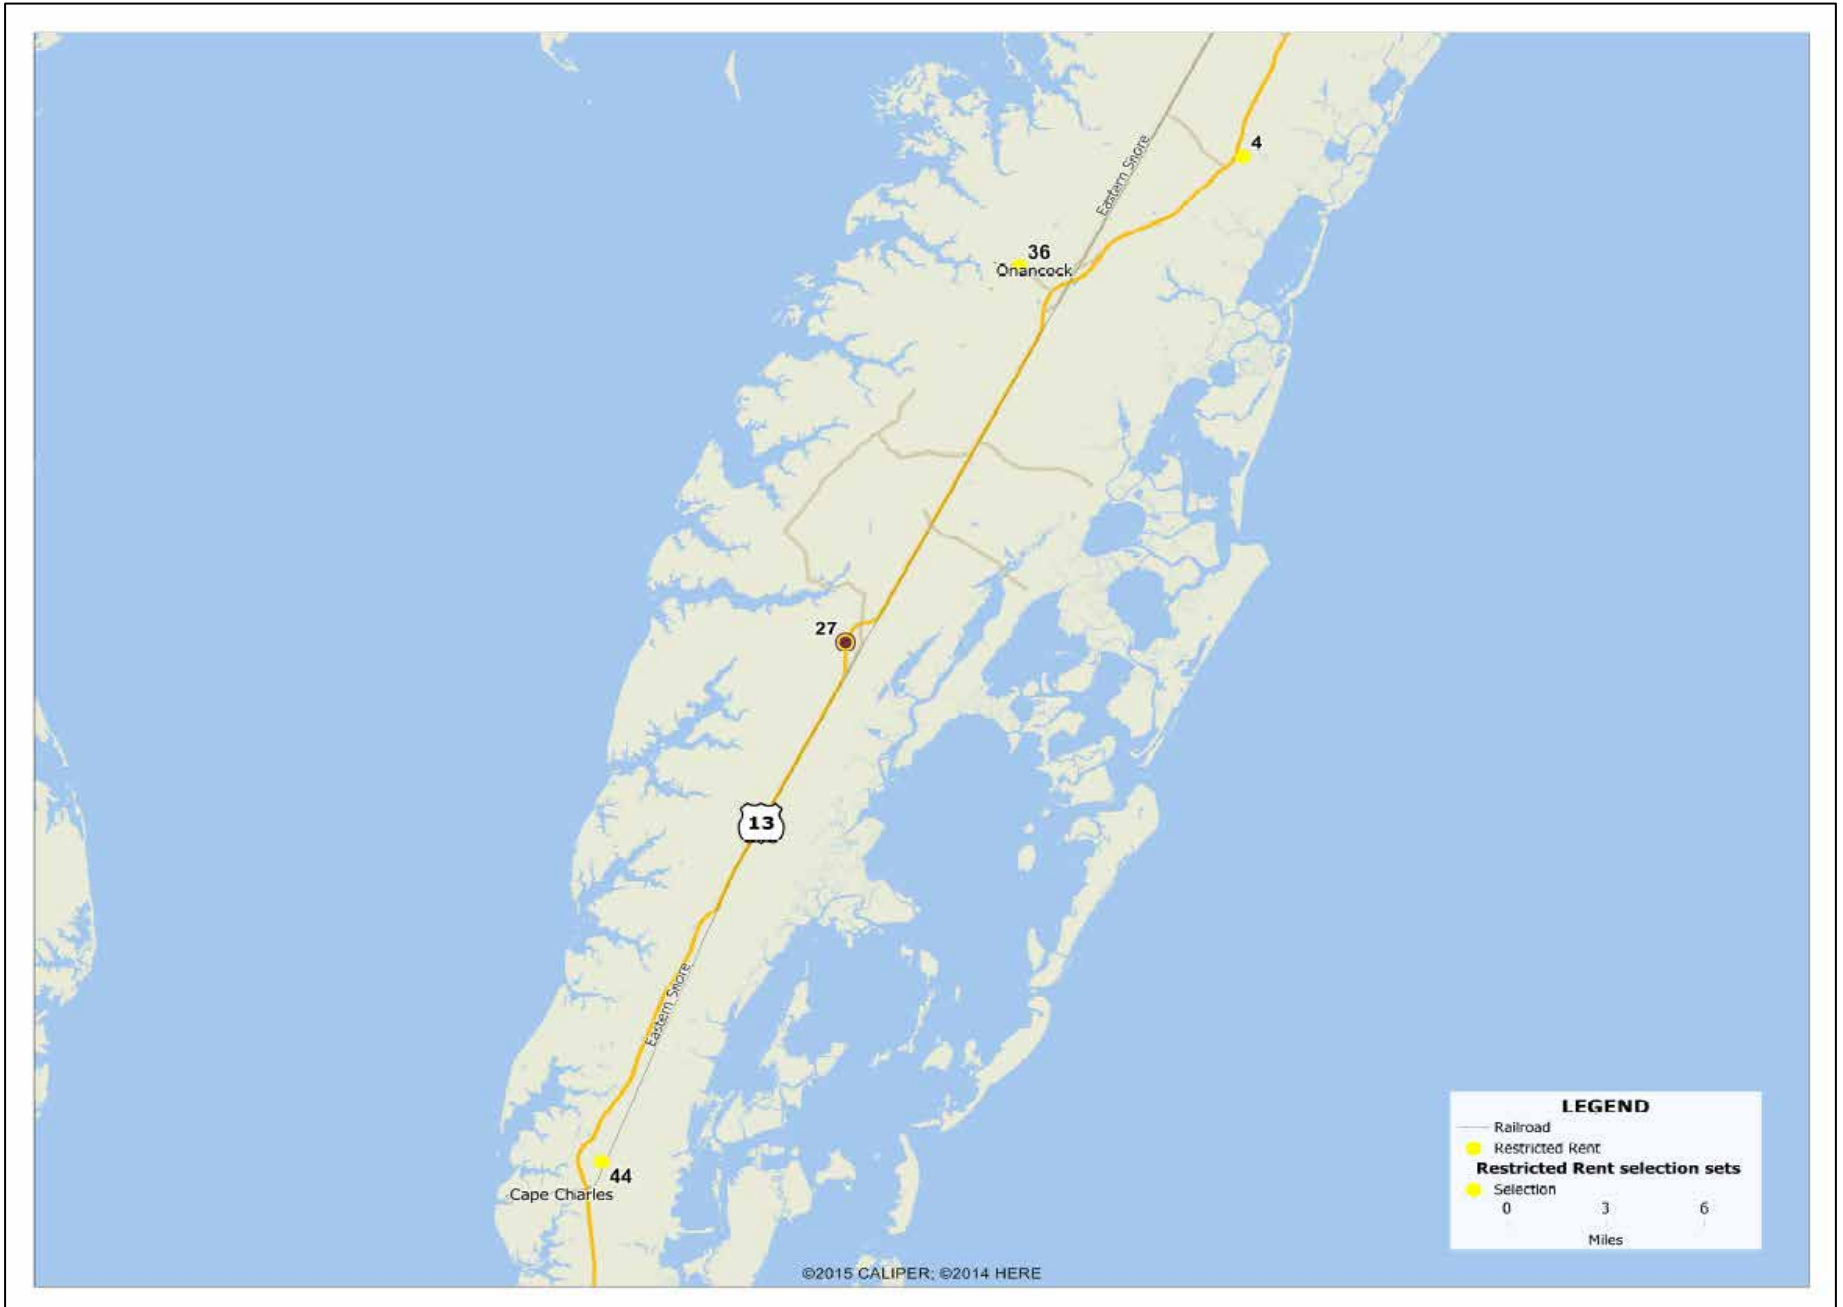 4
Eastern Shore
36
Onancock
27
13
Eastern Shore
44
Cape Charles
LEGEND
Railroad
Restricted Rent
Restricted Rent selection sets
Selection
0 3 6
Miles
©2015 CALIPER; ©2014 HERE